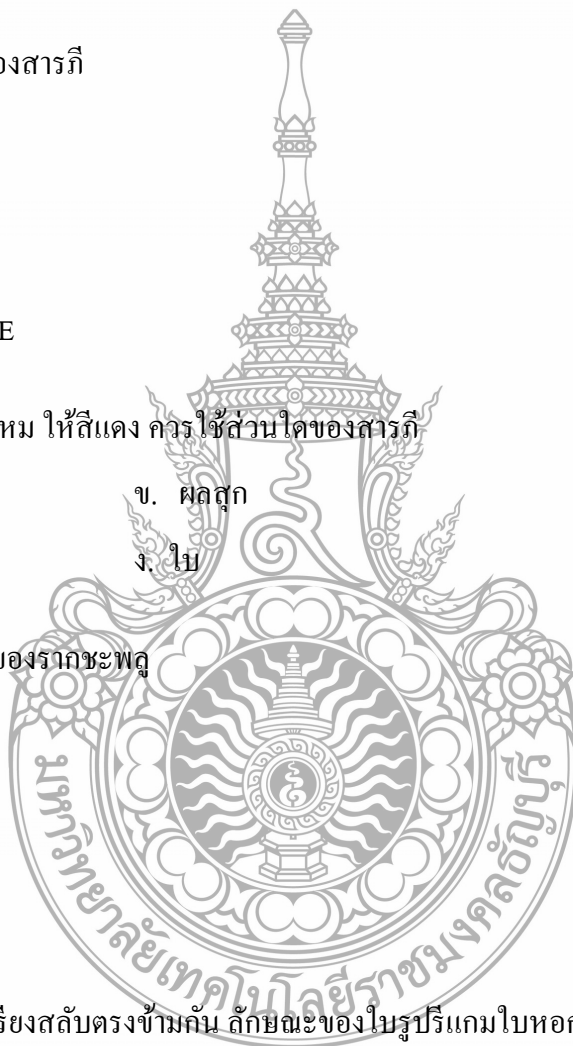 องสารภี
E
หม ให้สีแดง ควรใช้ส่วนใดของสารภี
ข. ผลสุก
ง. ใบ
ของรากชะพลู
มหาวิทยาลัยเทคโนโลยีราชมงคลธัญบุรี
รียงสลับตรงข้ามกัน ลักษณะของใบรูปรีแกมใบหอก